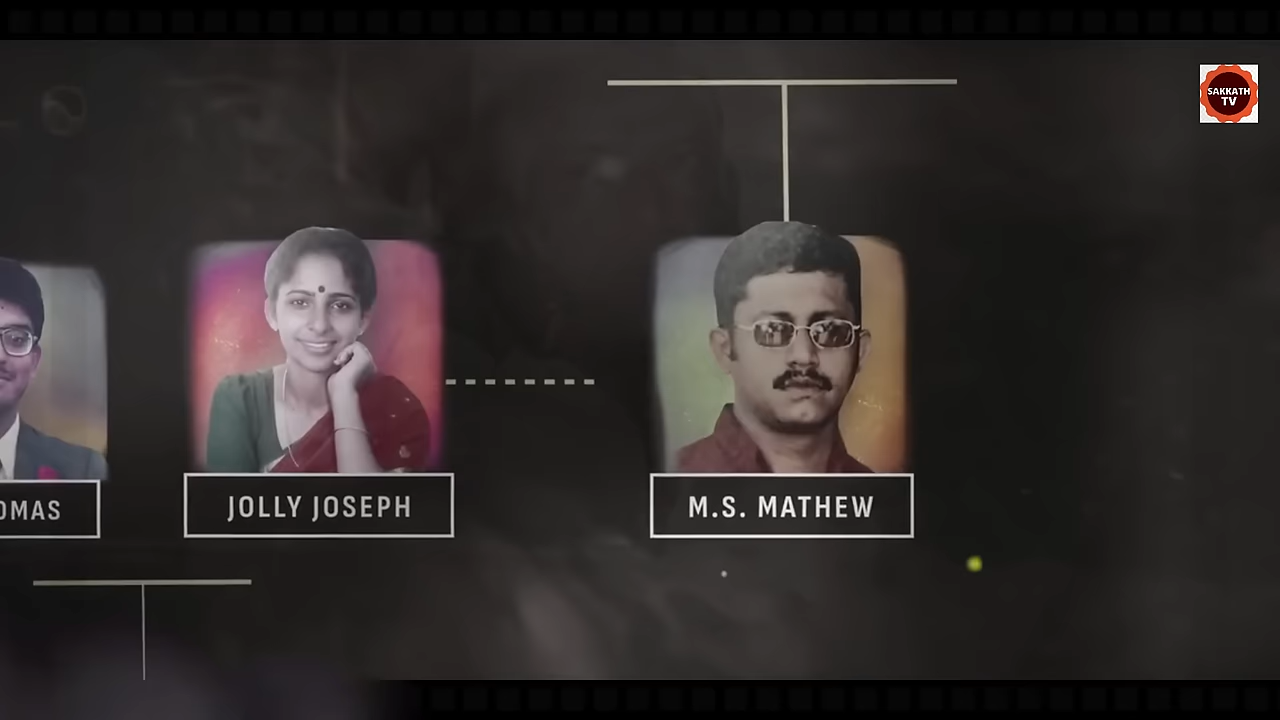 SAKKATH
TV
OMAS
JOLLY JOSEPH
M.S. MATHEW